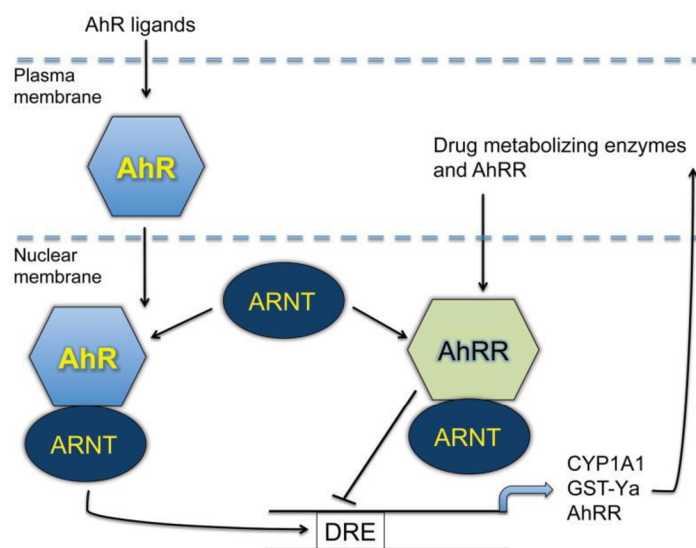 AhR ligands
Plasma
membrane
AhR
Drug metabolizing enzymes
and AhRR
Nuclear
membrane
ARNT
AhR
AhRR
ARNT
ARNT
CYP1A1
GST-Ya
AhRR
DRE